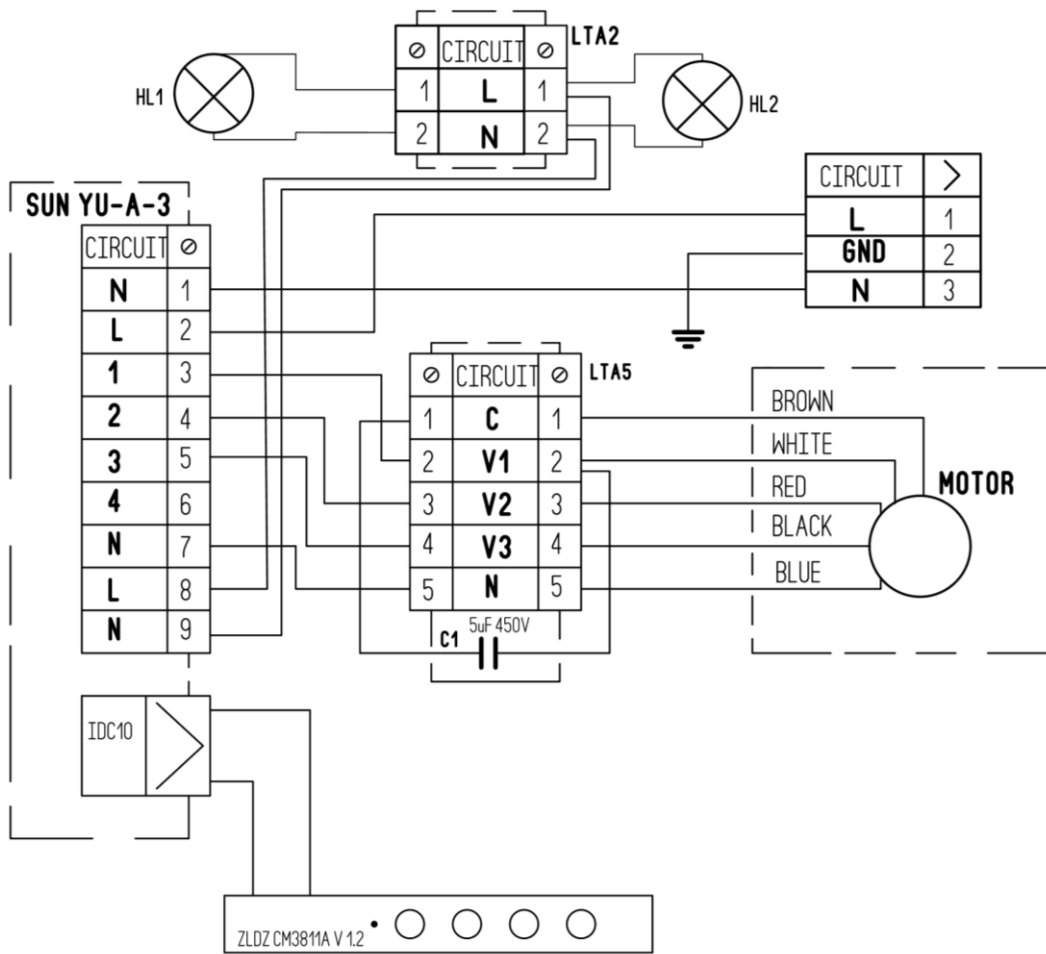 CIRCUIT
LTA2
1 L 1
2 N 2
HL1
HL2
CIRCUIT
L 1
GND 2
N 3
SUN YU-A-3
CIRCUIT
N 1
L 2
1 3
2 4
3 5
4 6
N 7
L 8
N 9
CIRCUIT
LTA5
1 C 1
2 V1 2
3 V2 3
4 V3 4
5 N 5
C1
5uF 450V
BROWN
WHITE
RED
BLACK
BLUE
MOTOR
IDC10
ZLDZ CM3811A V 1.2